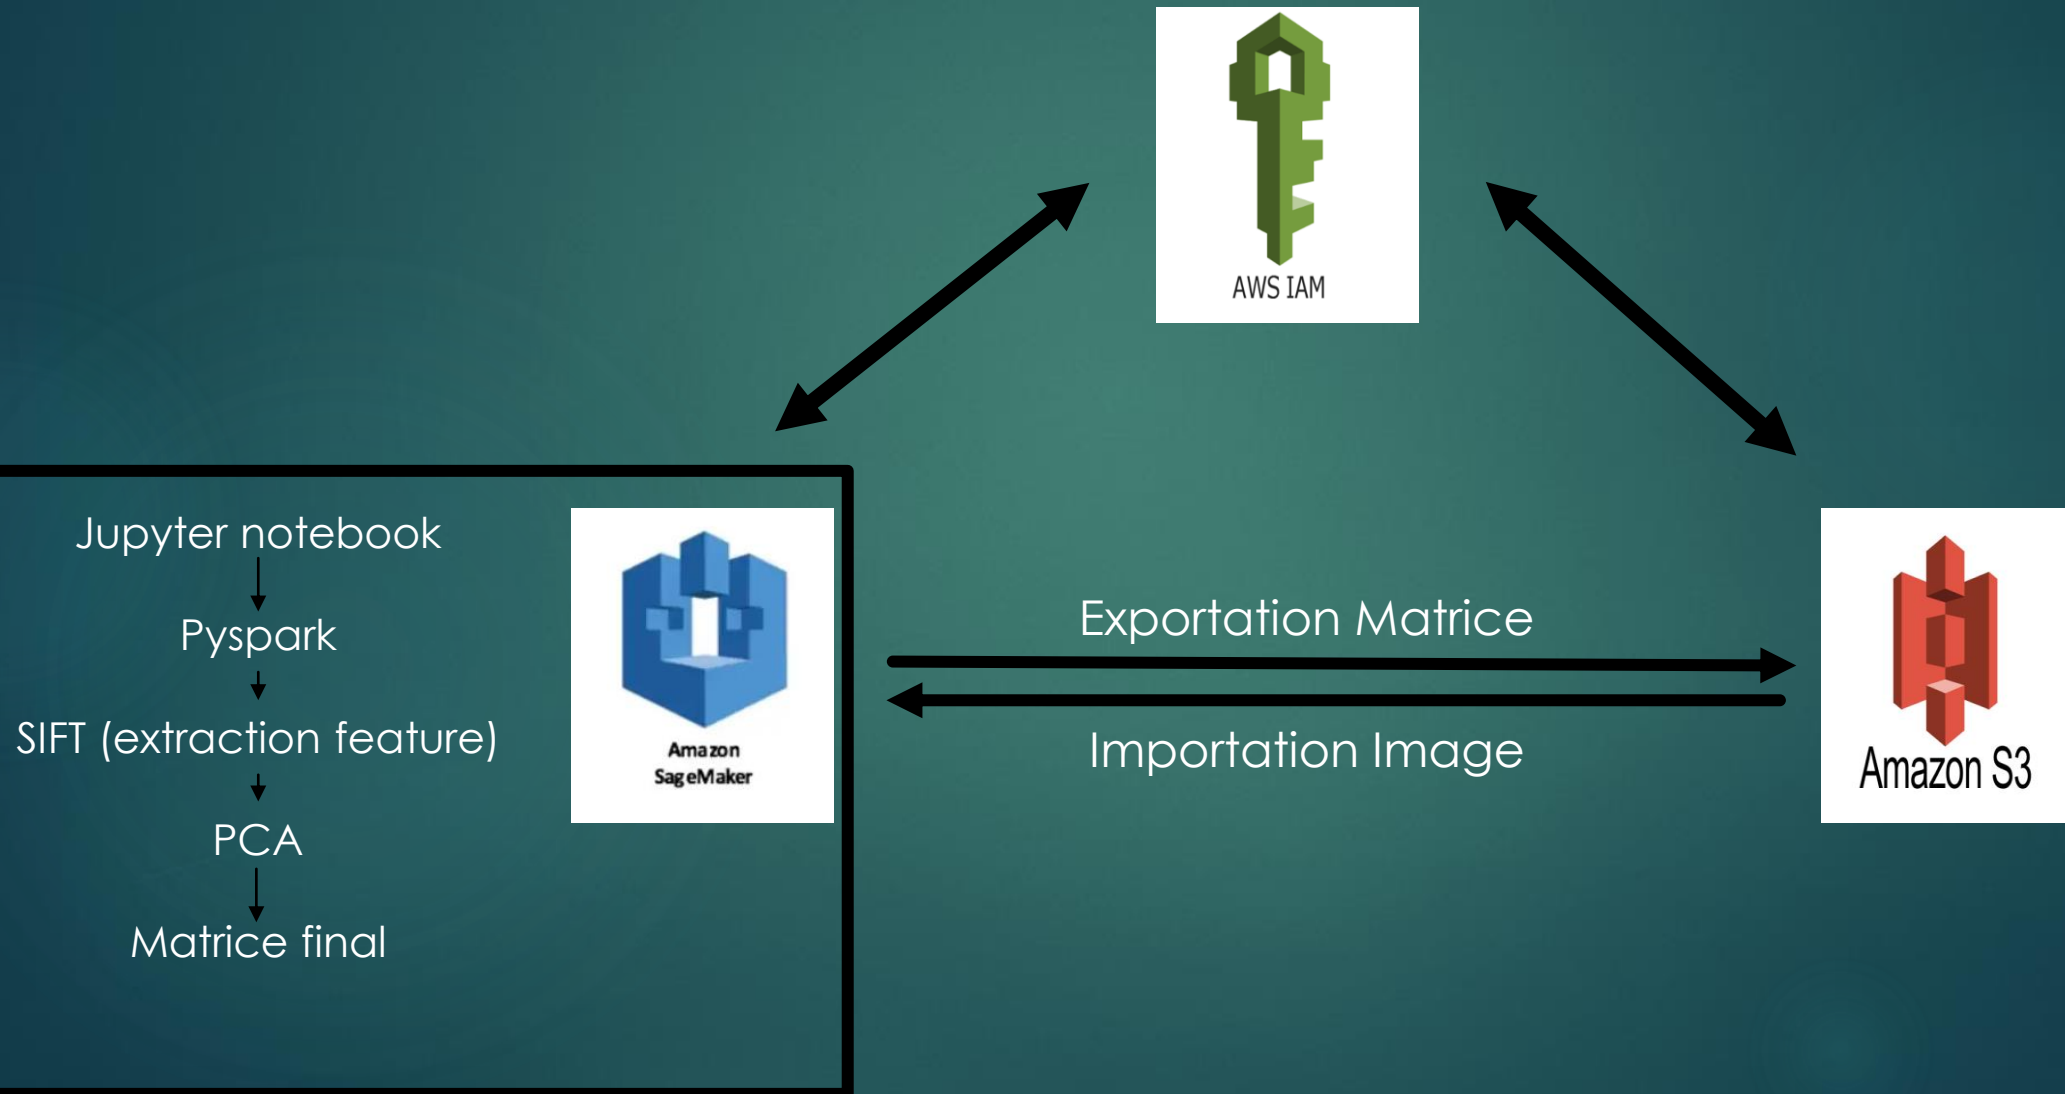 AWS IAM
Jupyter notebook
Pyspark
SIFT (extraction feature)
PCA
Matrice final
Amazon
SageMaker
Exportation Matrice
Importation Image
Amazon S3